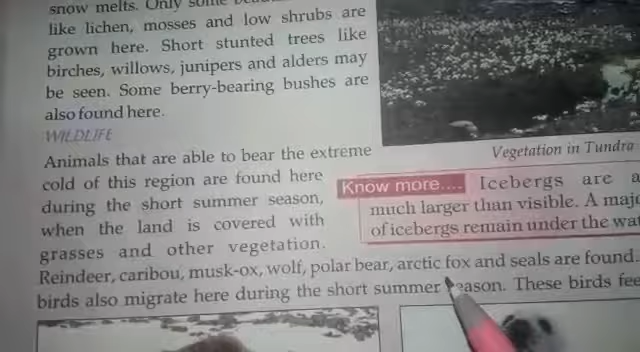 snow melts. Only some
like lichen, mosses and low shrubs are
grown here. Short stunted trees like
birches, willows, junipers and alders may
be seen. Some berry-bearing bushes are
also found here.
WILDLIFE
Animals that are able to bear the extreme
cold of this region are found here
during the short summer season,
when the land is covered with
grasses and other vegetation.
Reindeer, caribou, musk-ox, wolf, polar bear, arctic fox and seals are found.
birds also migrate here during the short summer season. These birds
Vegetation in Tundra
Know more.... Icebergs are a
much larger than visible. A
of icebergs remain under the